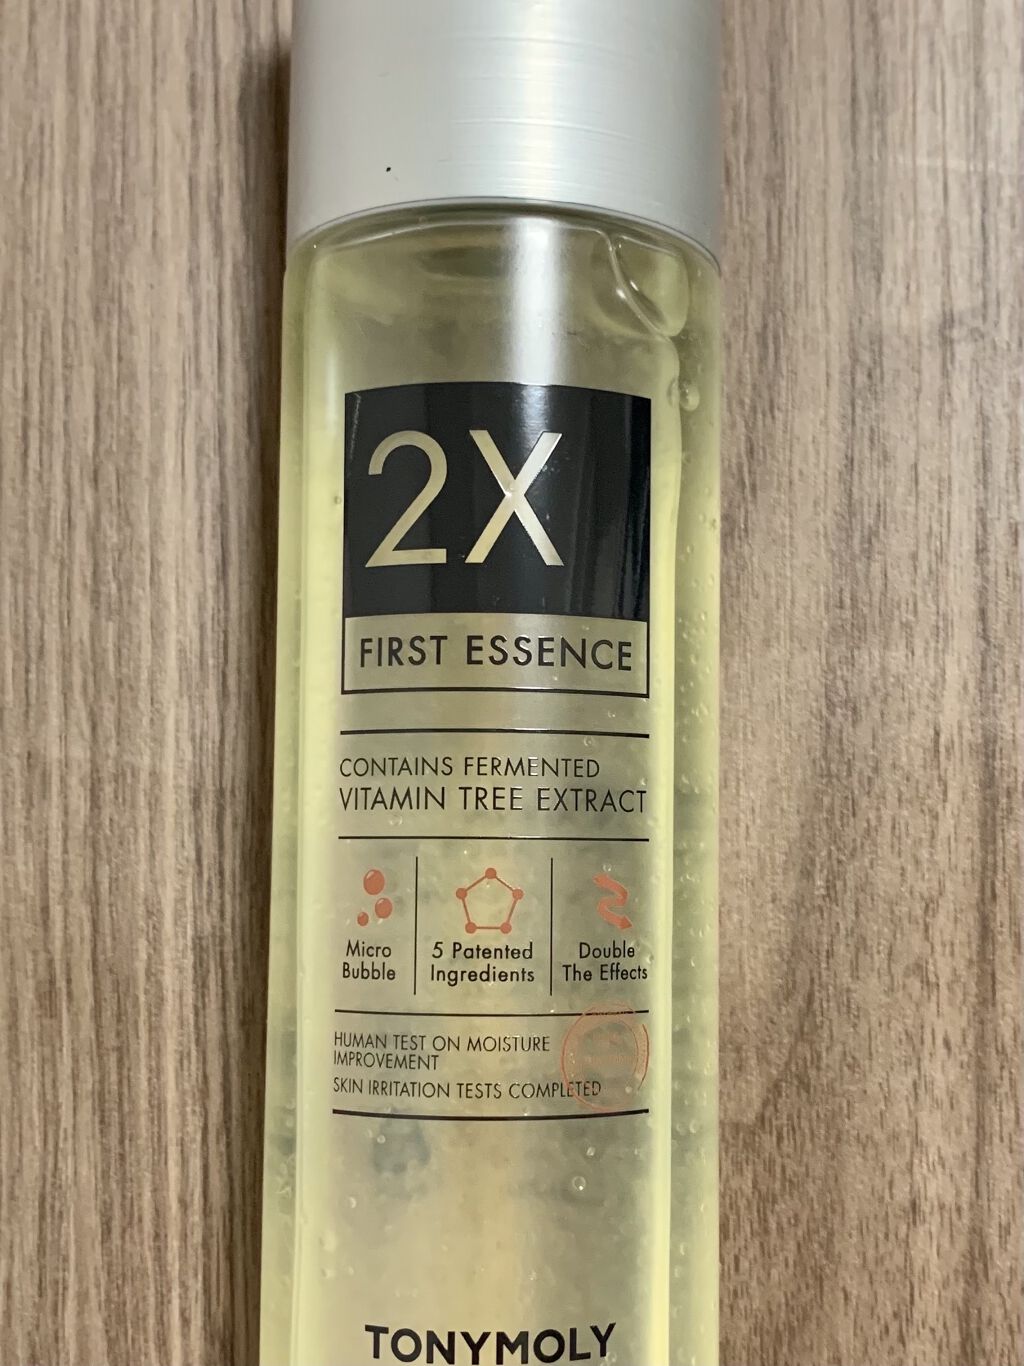 2X
FIRST ESSENCE
CONTAINS FERMENTED
VITAMIN TREE EXTRACT
Micro
Bubble
5 Patented
Ingredients
Double
The Effects
HUMAN TEST ON MOISTURE
IMPROVEMENT
SKIN IRRITATION TESTS COMPLETED
TONYMOLY